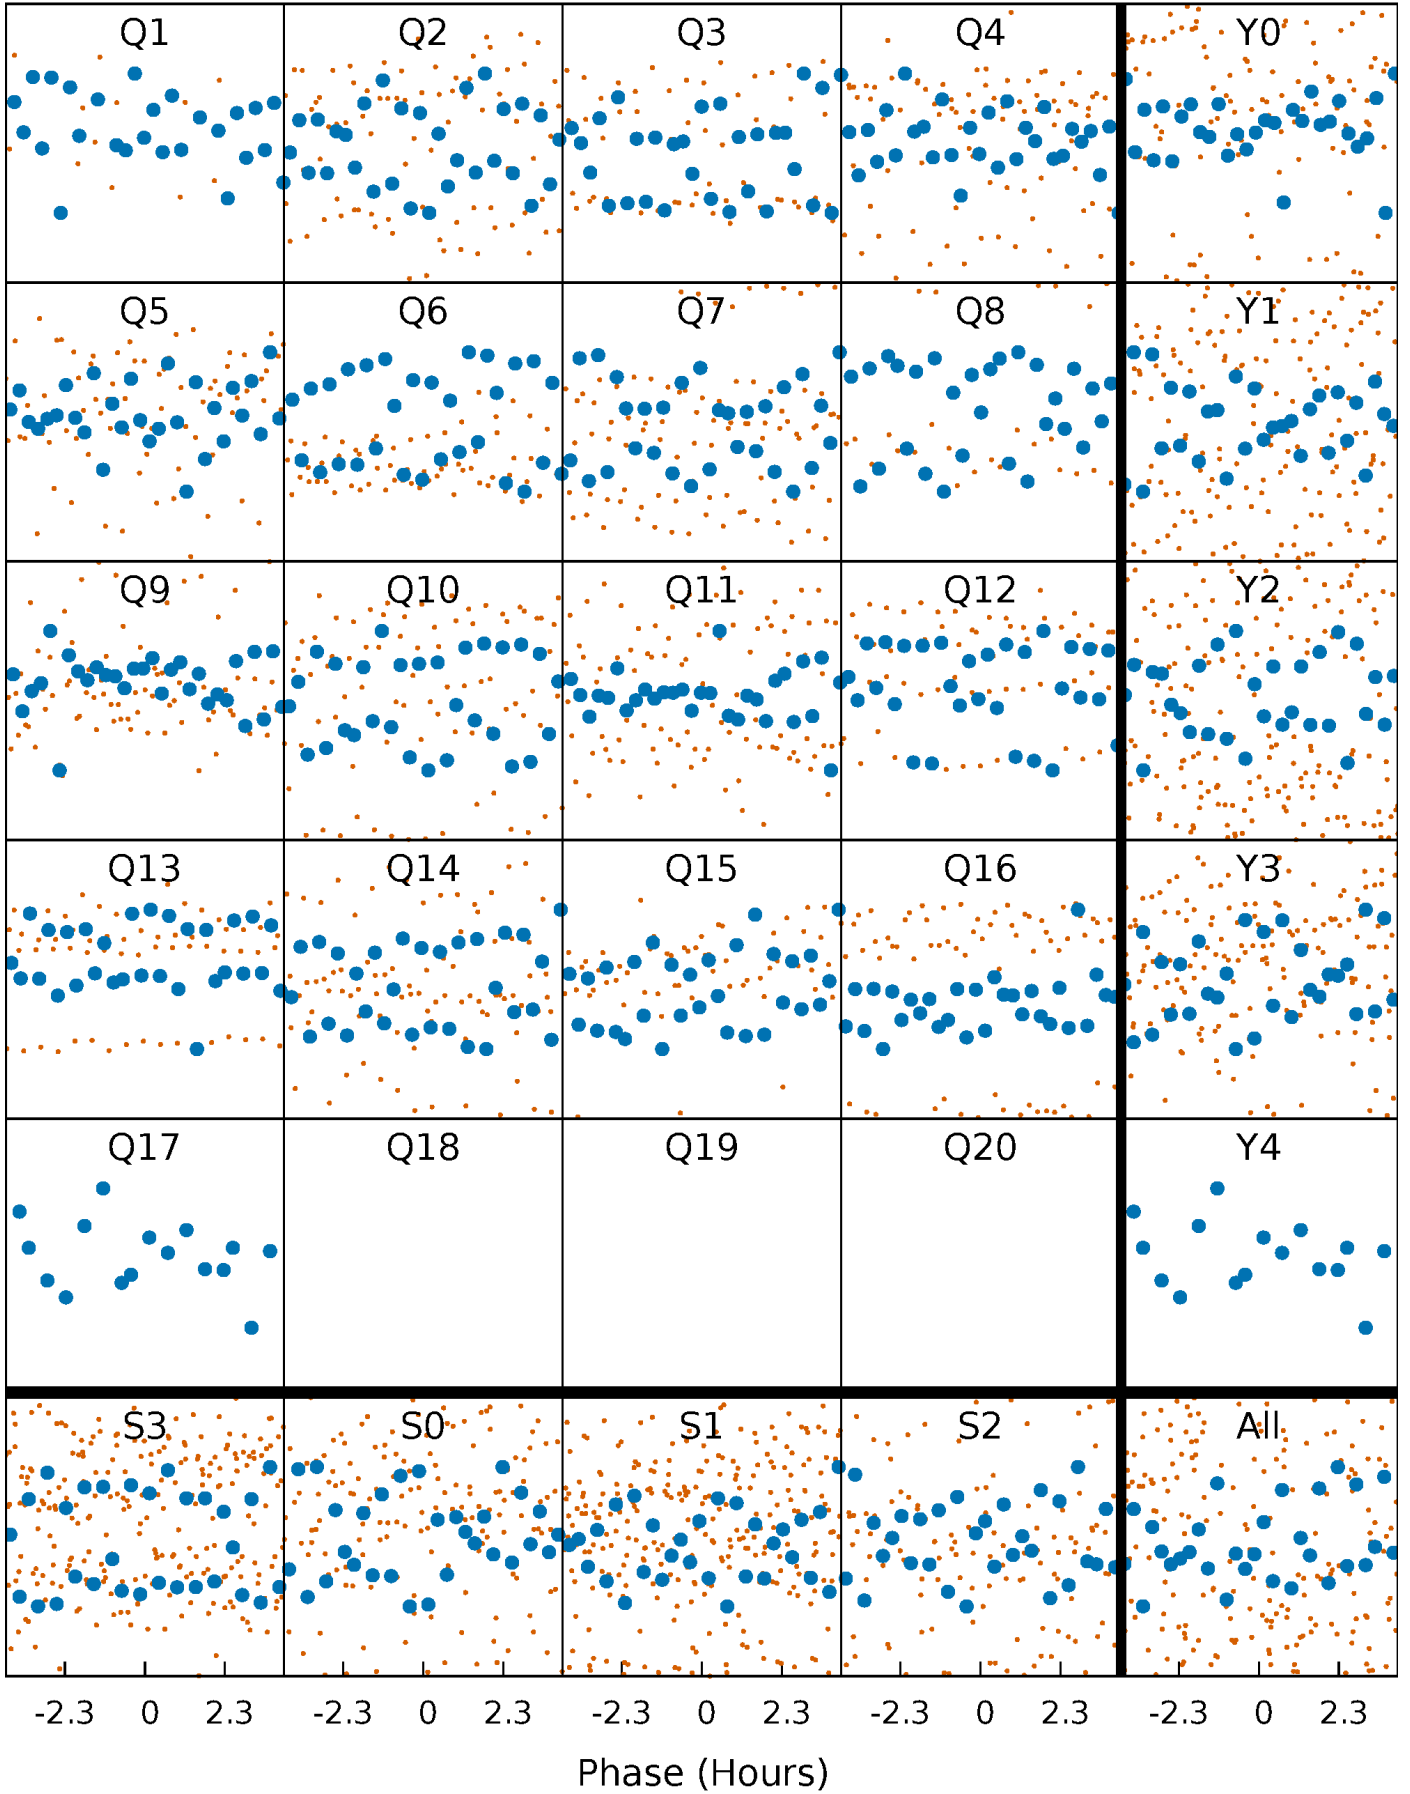 Q1 Q2 Q3 Q4 Y0
Q5 Q6 Q7 Q8 Y1
Q9 Q10 Q11 Q12 Y2
Q13 Q14 Q15 Q16 Y3
Q17 Q18 Q19 Q20 Y4
S3 S0 S1 S2 All
-2.3 0 2.3 -2.3 0 2.3 -2.3 0 2.3 -2.3 0 2.3 -2.3 0 2.3
Phase (Hours)